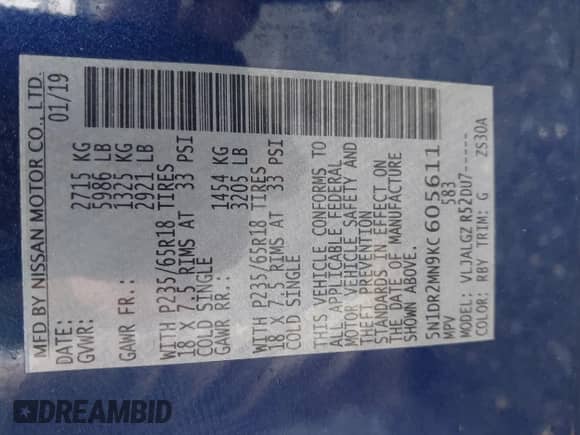 MFD BY NISSAN MOTOR CO., LTD.
DATE: 01/19
GVWR: 2715 KG
5986 LB
GAWR FR.: 1325 KG
2921 LB
WITH P235/65R18 TIRES
18 X 7.5 RIMS AT 33 PSI
COLD SINGLE
GAWR RR.: 1454 KG
3205 LB
WITH P235/65R18 TIRES
18 X 7.5 RIMS AT 33 PSI
COLD SINGLE
THIS VEHICLE CONFORMS TO
ALL APPLICABLE FEDERAL
MOTOR VEHICLE SAFETY AND
THEFT PREVENTION
STANDARDS IN EFFECT ON
THE DATE OF MANUFACTURE
SHOWN ABOVE.
5N1DR2MN9KC605611
MPV 583
MODEL: VLJALGZ R52DU7-----
COLOR: RBY TRIM: G ZS30A
DREAMBID